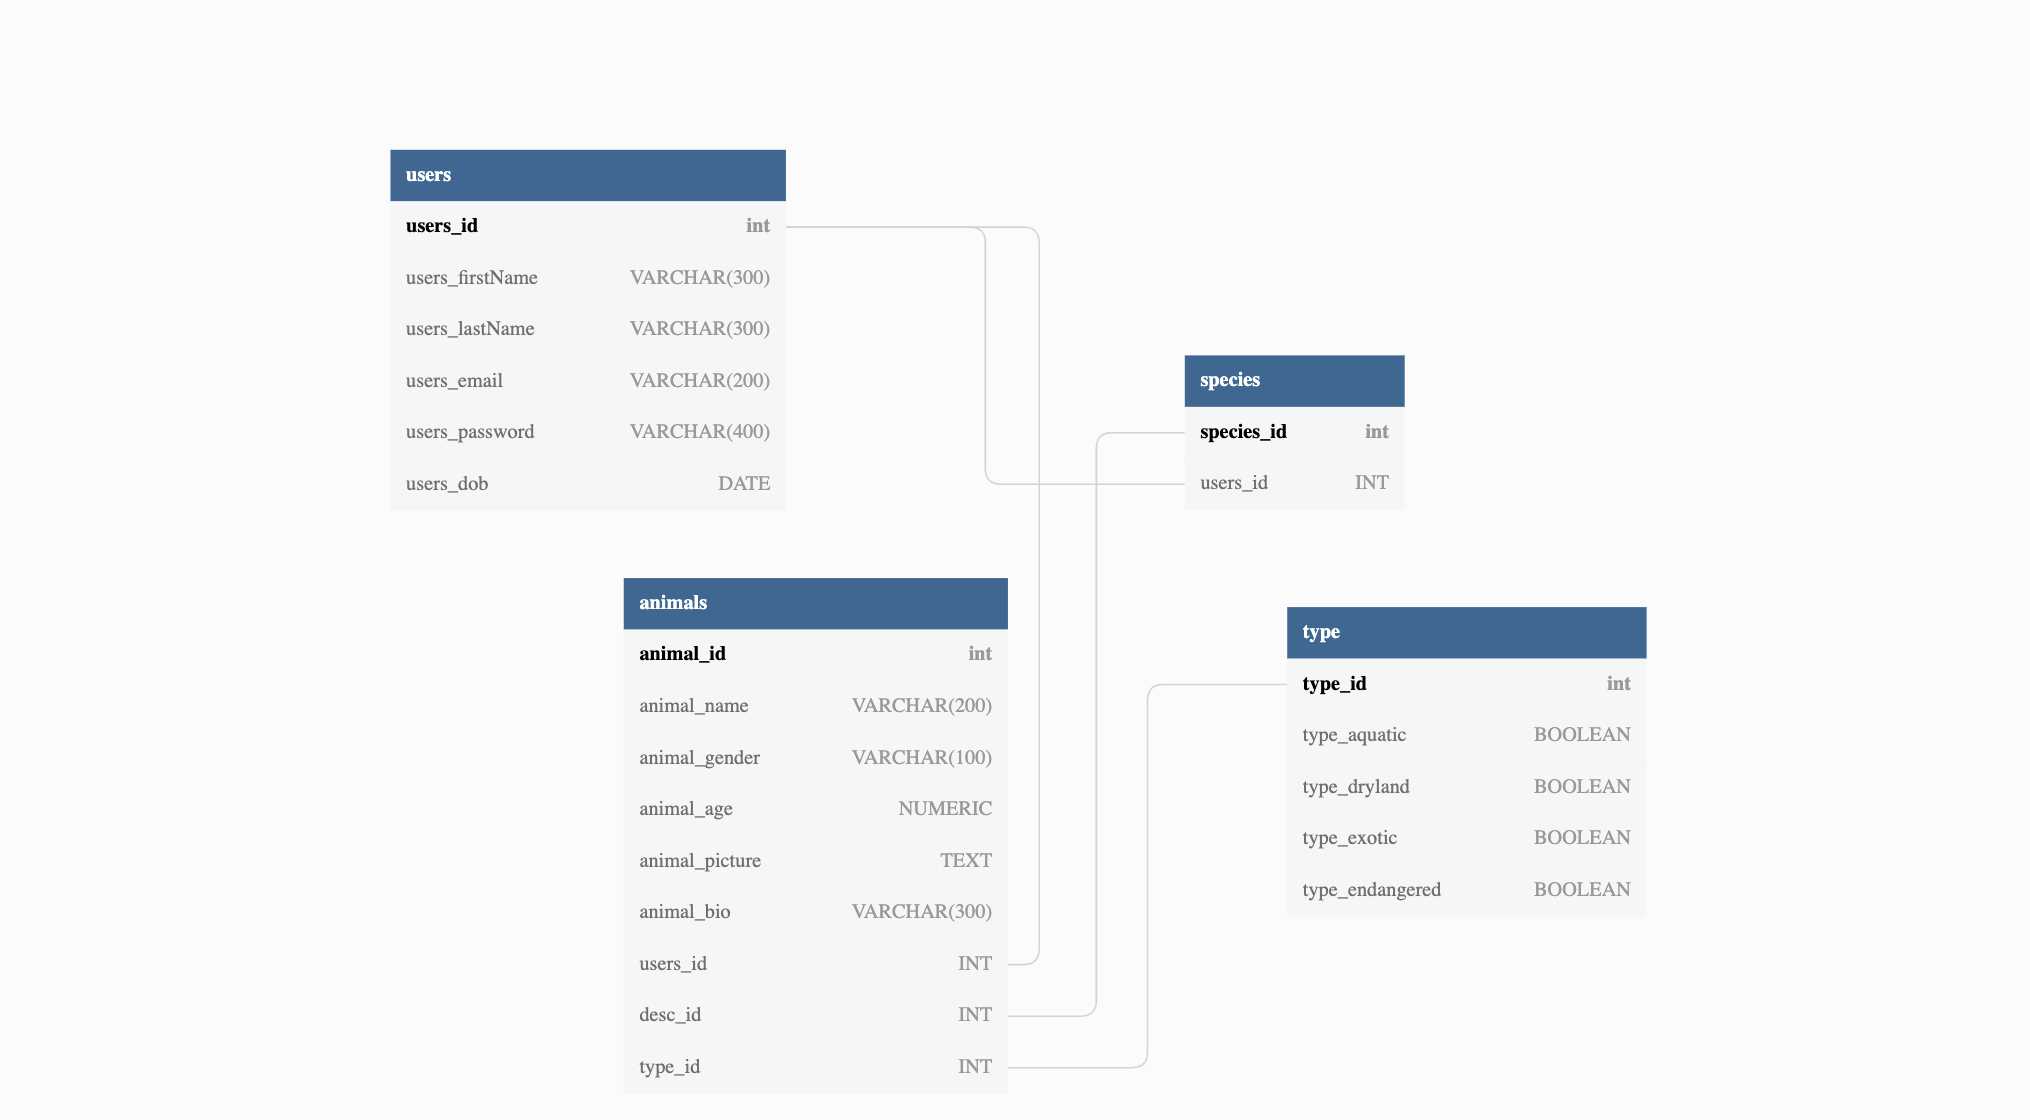 users
users_id int
users_firstName VARCHAR(300)
users_lastName VARCHAR(300)
users_email VARCHAR(200)
users_password VARCHAR(400)
users_dob DATE
species
species_id int
users_id INT
animals
animal_id int
animal_name VARCHAR(200)
animal_gender VARCHAR(100)
animal_age NUMERIC
animal_picture TEXT
animal_bio VARCHAR(300)
users_id INT
desc_id INT
type_id INT
type
type_id int
type_aquatic BOOLEAN
type_dryland BOOLEAN
type_exotic BOOLEAN
type_endangered BOOLEAN